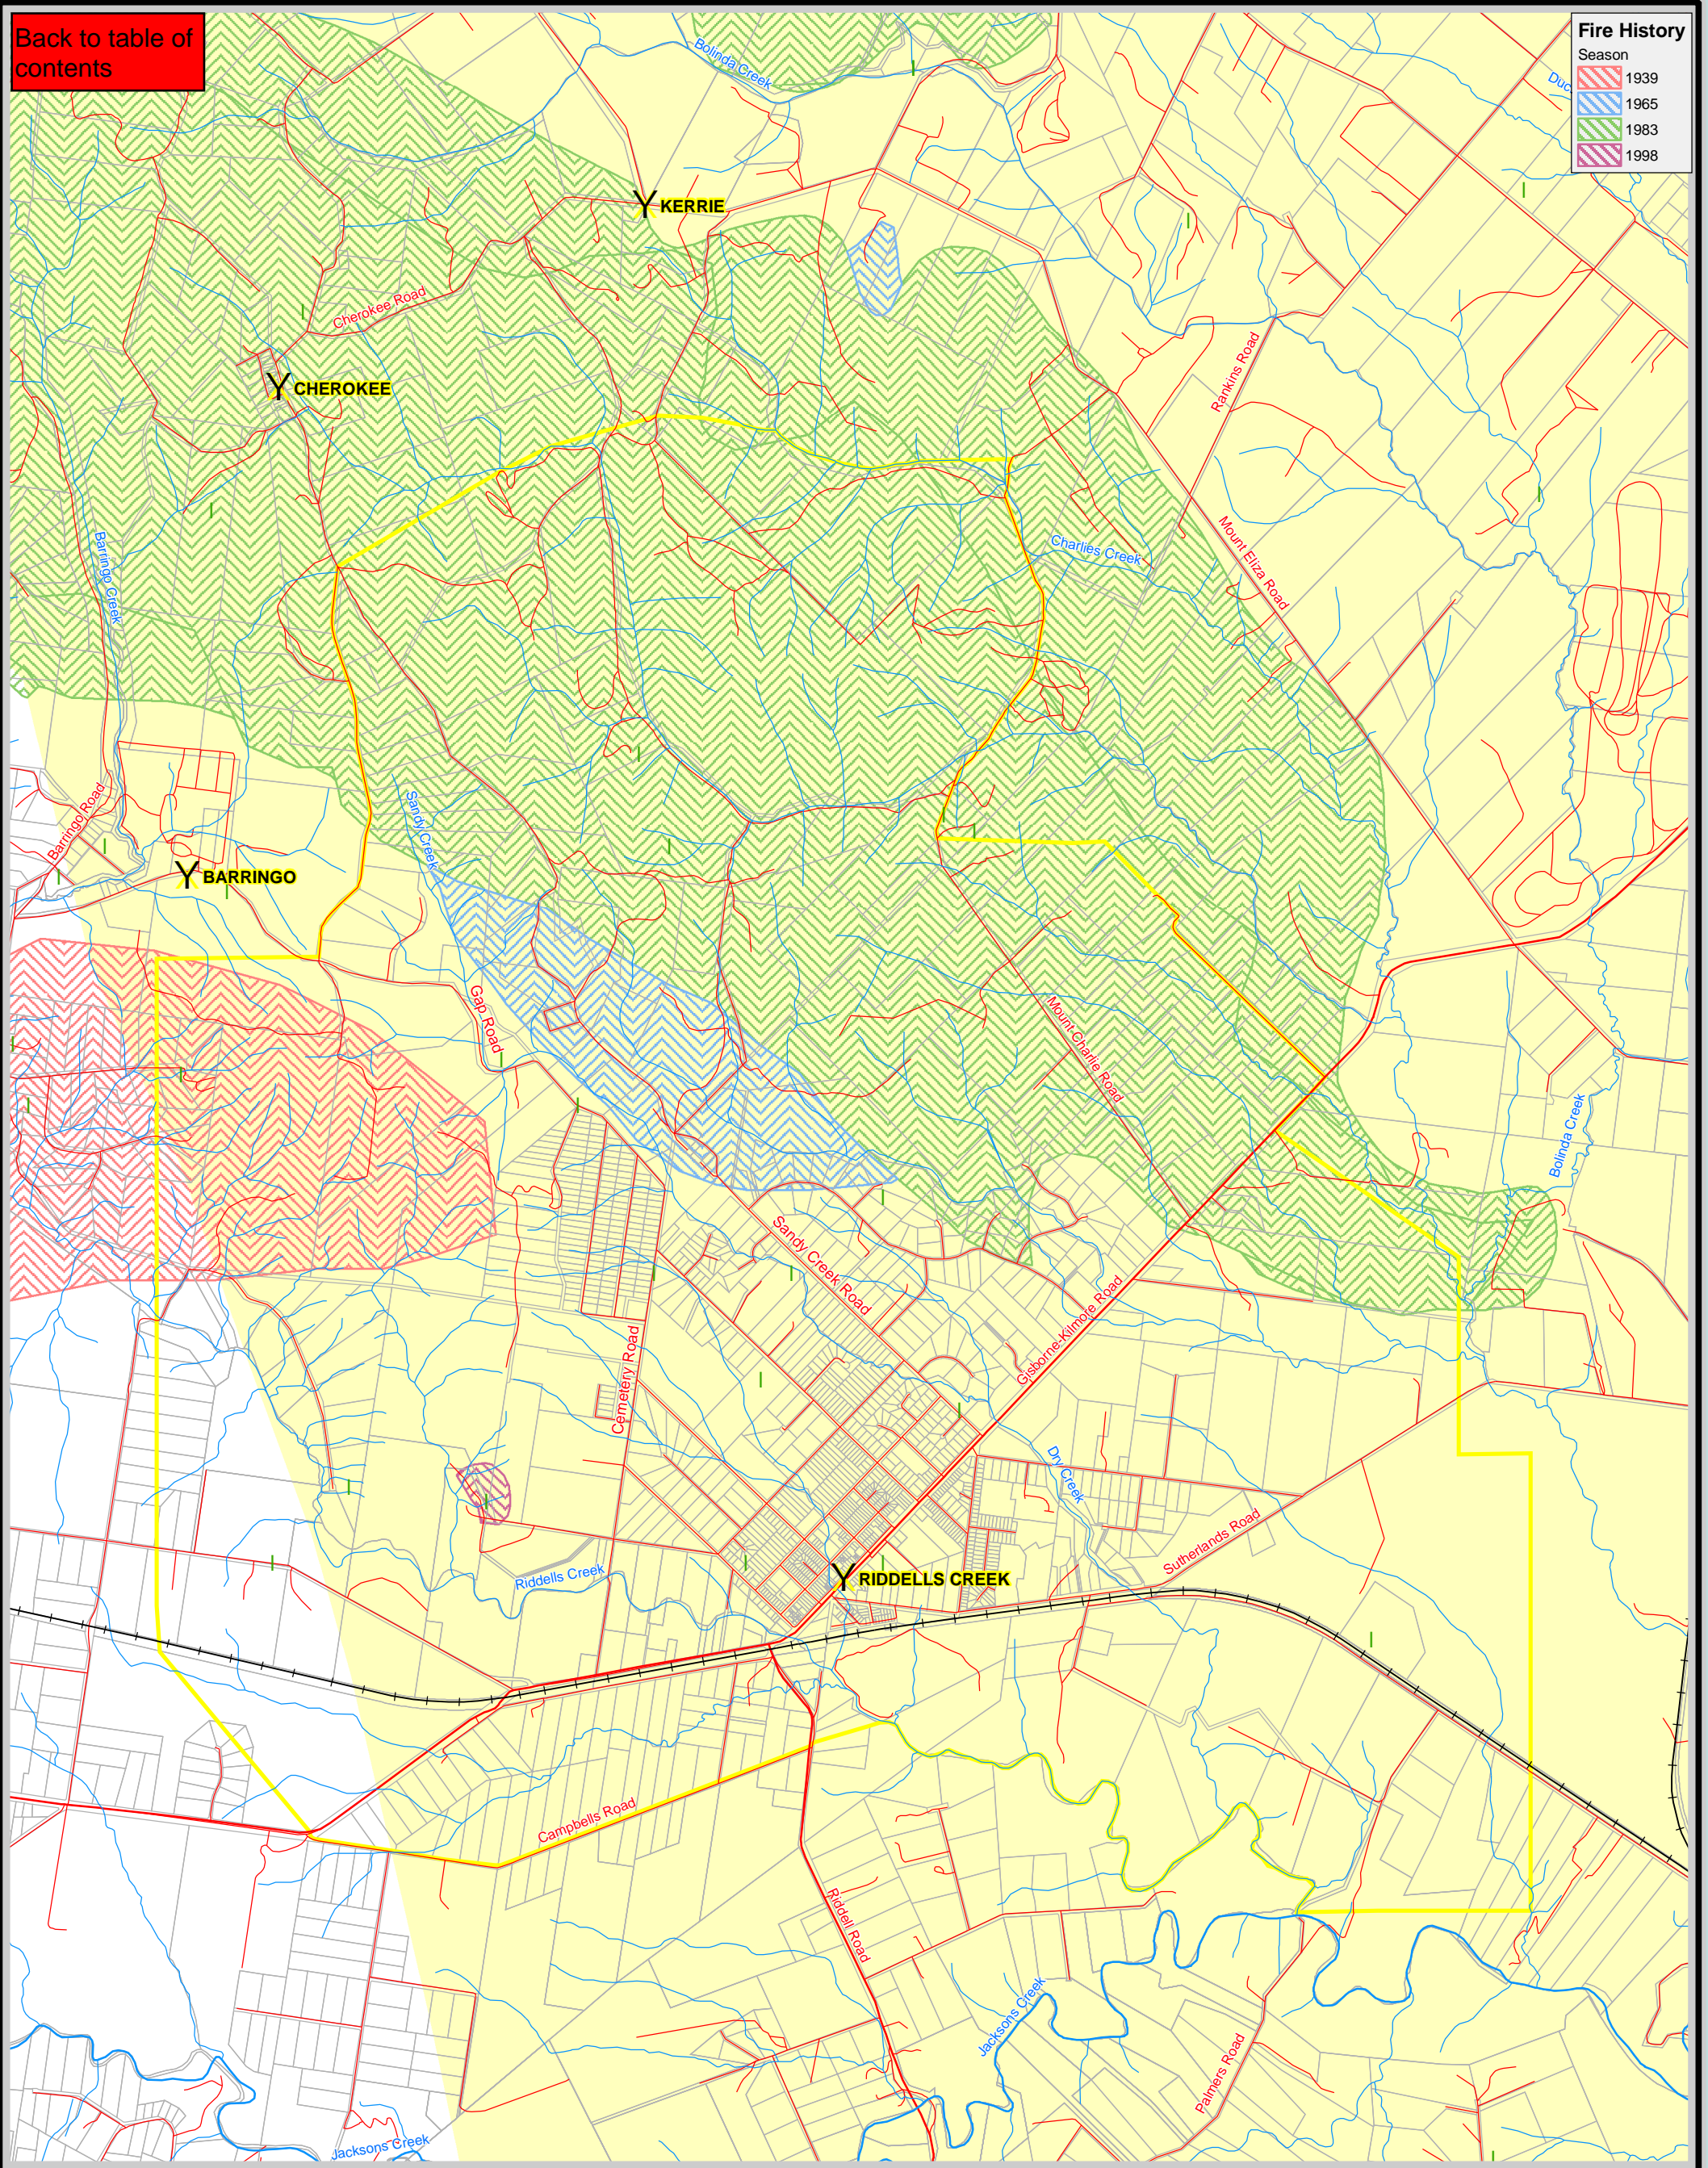 Back to table of
contents
Fire History
Season
1939
1965
1983
1998
Bolinda Creek
KERRIE
Cherokee Road
CHEROKEE
Rankins Road
Barringo Creek
Charlies Creek
Mount Eliza Road
Barringo Road
Sandy Creek
BARRINGO
Gap Road
Mount Charlie Road
Bolinda Creek
Sandy Creek Road
Gisborne-Kilmore Road
Cemetery Road
Dry Creek
Sutherlands Road
Riddells Creek
RIDDELLS CREEK
Campbells Road
Riddell Road
Jacksons Creek
Palmers Road
Jacksons Creek